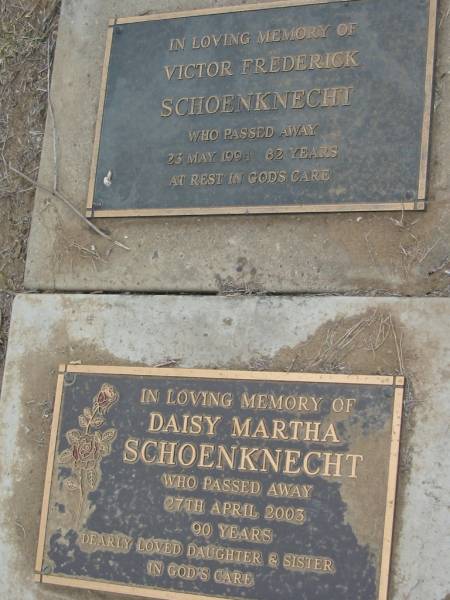 IN LOVING MEMORY OF
VICTOR FREDERICK
SCHOENKNECHT
WHO PASSED AWAY
23 MAY 1994 82 YEARS
AT REST IN GOD'S CARE
IN LOVING MEMORY OF
DAISY MARTHA
SCHOENKNECHT
WHO PASSED AWAY
27TH APRIL 2003
90 YEARS
DEARLY LOVED DAUGHTER & SISTER
IN GOD'S CARE